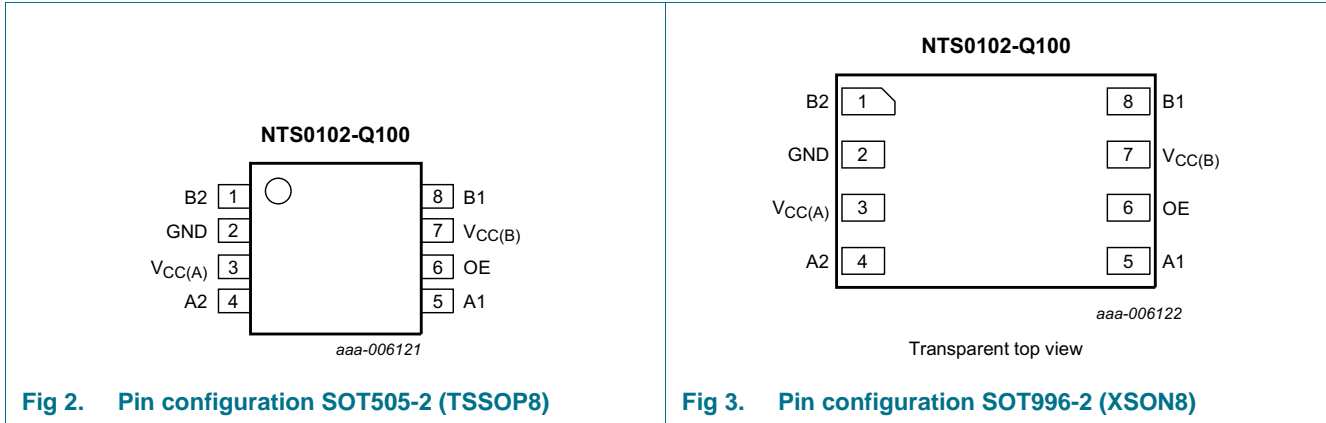 NTS0102-Q100
B2 1 8 B1
GND 2 7 VCC(B)
VCC(A) 3 6 OE
A2 4 5 A1
aaa-006121
Fig 2. Pin configuration SOT505-2 (TSSOP8)
NTS0102-Q100
B2 1 8 B1
GND 2 7 VCC(B)
VCC(A) 3 6 OE
A2 4 5 A1
aaa-006122
Transparent top view
Fig 3. Pin configuration SOT996-2 (XSON8)